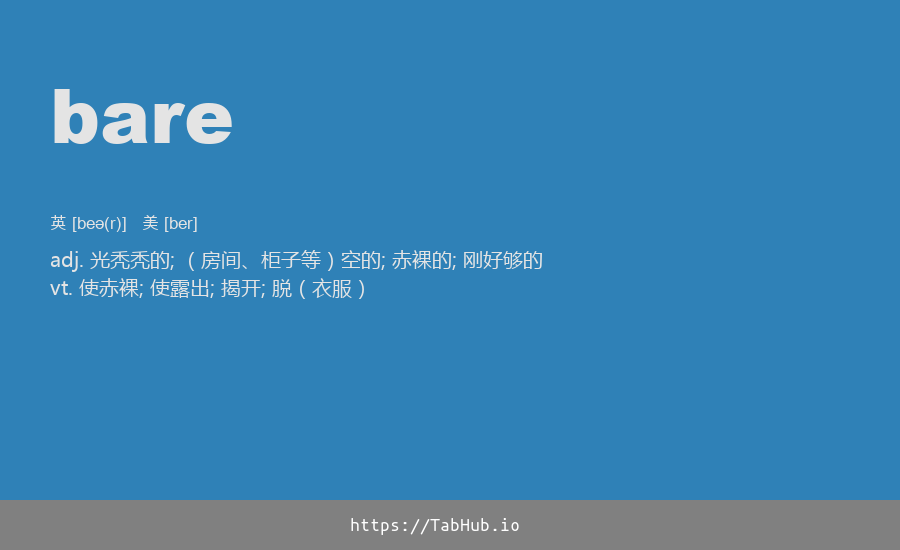 bare
英 [beə(r)] 美 [ber]
adj. 光秃秃的; （房间、柜子等）空的; 赤裸的; 刚好够的
vt. 使赤裸; 使露出; 揭开; 脱（衣服）
https://TabHub.io